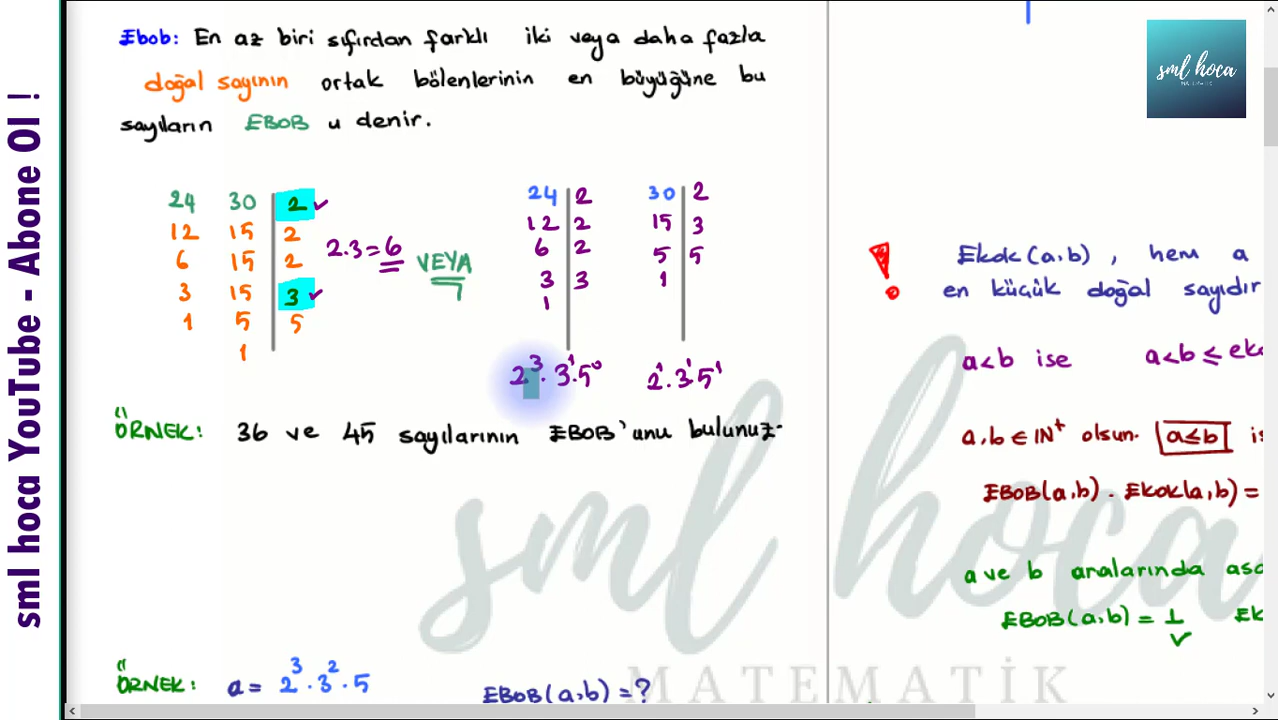 sml hoca YouTube - Abone Ol !
Ebob: En az biri sıfırdan farklı iki veya daha fazla
doğal sayının ortak bölenlerinin en büyüğüne bu
sayıların EBOB u denir.
24 30 2
12 15 2
6 15 2
3 15 3
1 5 5
1
2.3=6
VEYA
24 2
12 2
6 2
3 3
1
2³.3¹.5⁰
30 2
15 3
5 5
1
2¹.3¹5¹
ÖRNEK: 36 ve 45 sayılarının EBOB'unu bulunuz.
ÖRNEK: a= 2³.3².5 EBOB(a,b)=?
sml hoca
Ekok(a,b), hem a
en küçük doğal sayıdır
a<b ise a<b≤
a,b∈IN⁺ olsun. a≤b
EBOB(a,b).Ekok(a,b)=
a ve b aralarında
EBOB(a,b)=1
sml hoca
MATEMATİK